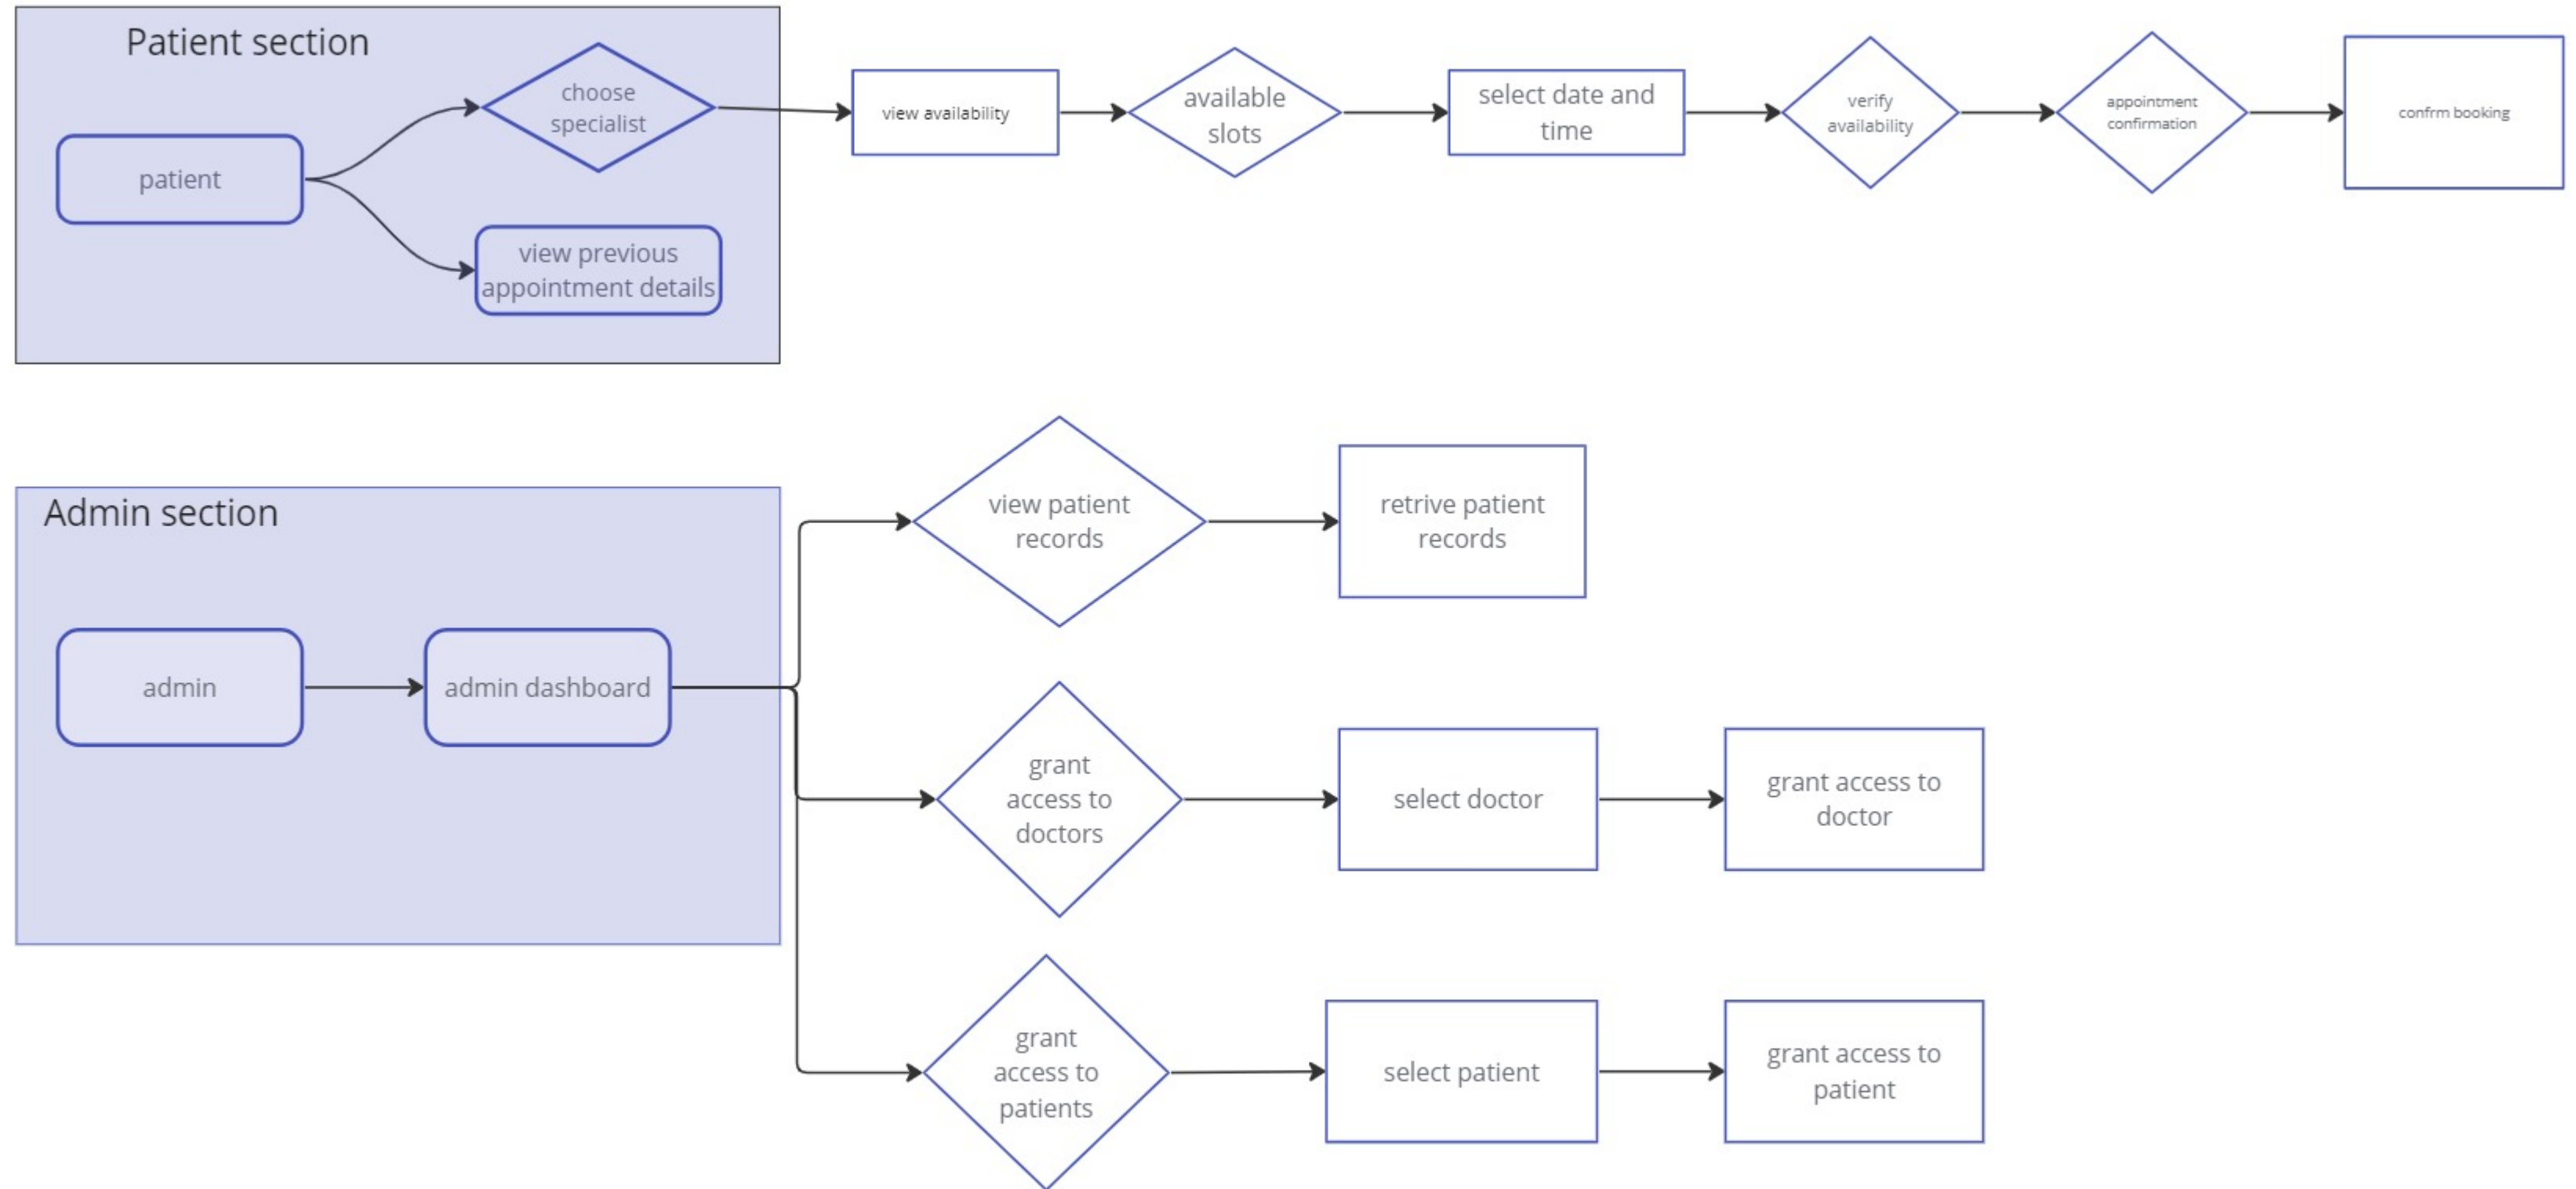 Patient section
patient
choose
specialist
view previous
appointment details
view availability
available
slots
select date and
time
verify
availability
appointment
confirmation
confrm booking
Admin section
admin
admin dashboard
view patient
records
retrive patient
records
grant
access to
doctors
select doctor
grant access to
doctor
grant
access to
patients
select patient
grant access to
patient